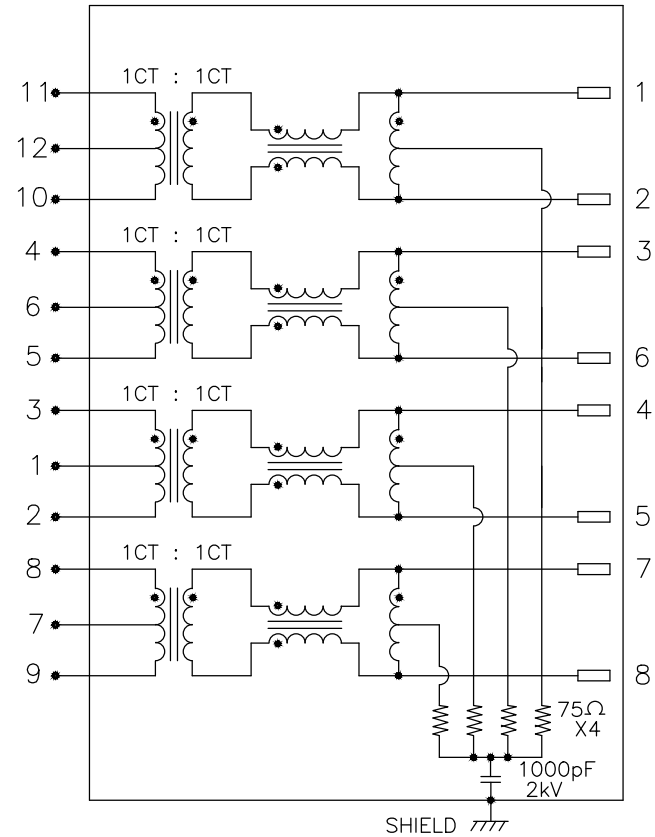 1CT : 1CT
11 1
12
10 2
1CT : 1CT
4 3
6
5 6
1CT : 1CT
3 4
1
2 5
1CT : 1CT
8 7
7
9 8
75Ω
X4
1000pF
2kV
SHIELD